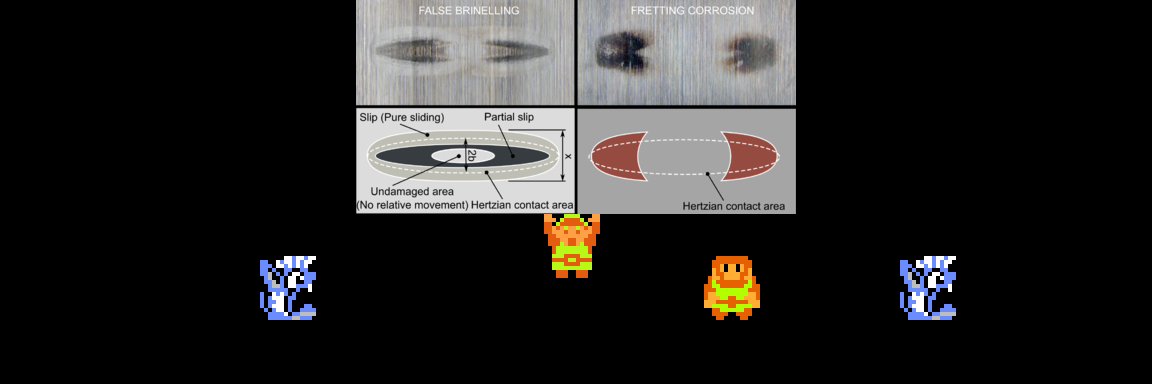 FALSE BRINELLING
FRETTING CORROSION
Slip (Pure sliding)
Partial slip
2b
x
Undamaged area
(No relative movement)
Hertzian contact area
Hertzian contact area